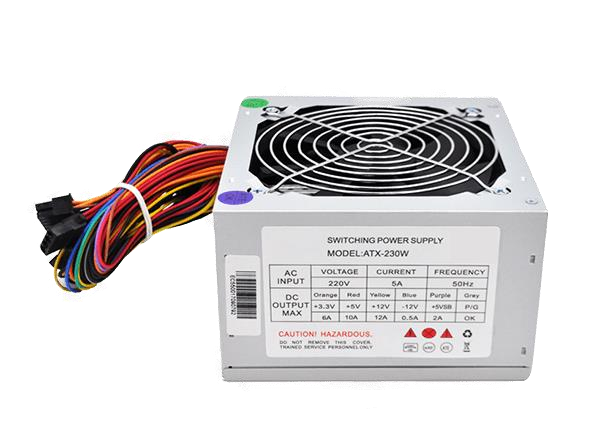 SWITCHING POWER SUPPLY
MODEL:ATX-230W
AC INPUT VOLTAGE CURRENT FREQUENCY
220V 5A 50Hz
DC OUTPUT MAX Orange Red Yellow Blue Purple Grey
+3.3V +5V +12V -12V +5VSB P/G
6A 10A 12A 0.5A 2A OK
CAUTION! HAZARDOUS.
DO NOT REMOVE THIS COVER.
TRAINED SERVICE PERSONNEL ONLY